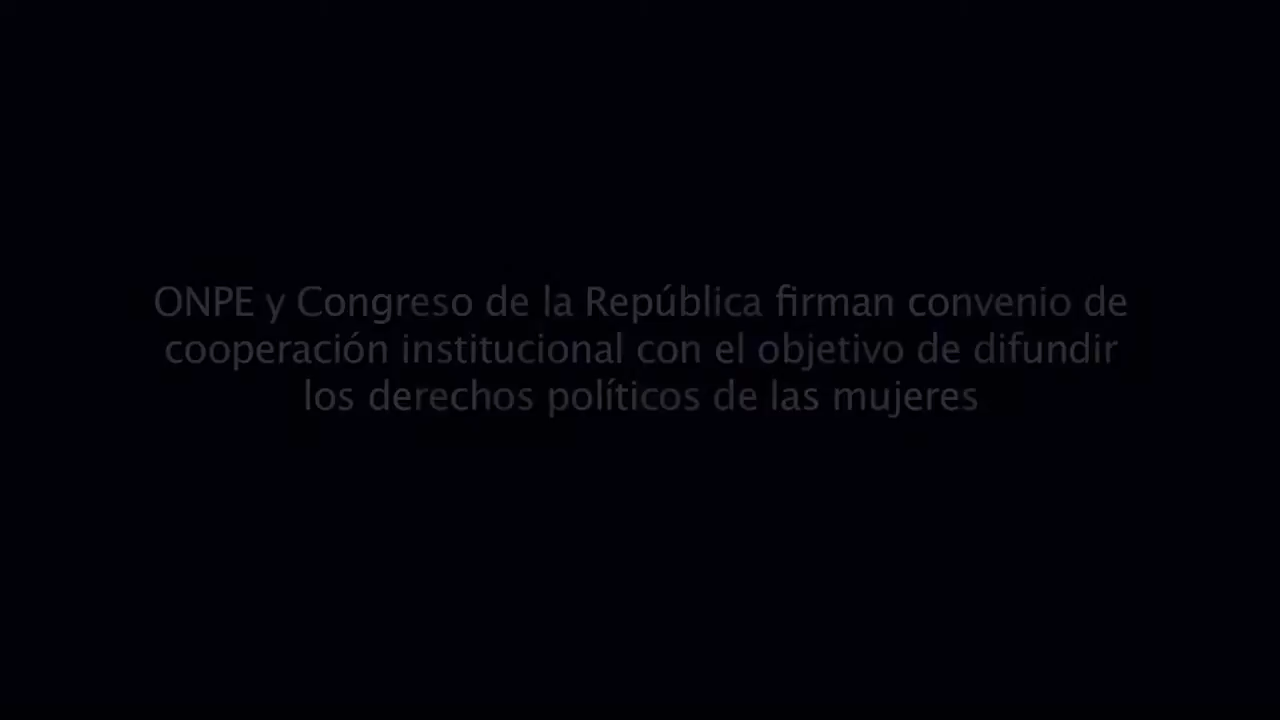 ONPE y Congreso de la República firman convenio de
cooperación institucional con el objetivo de difundir
los derechos políticos de las mujeres